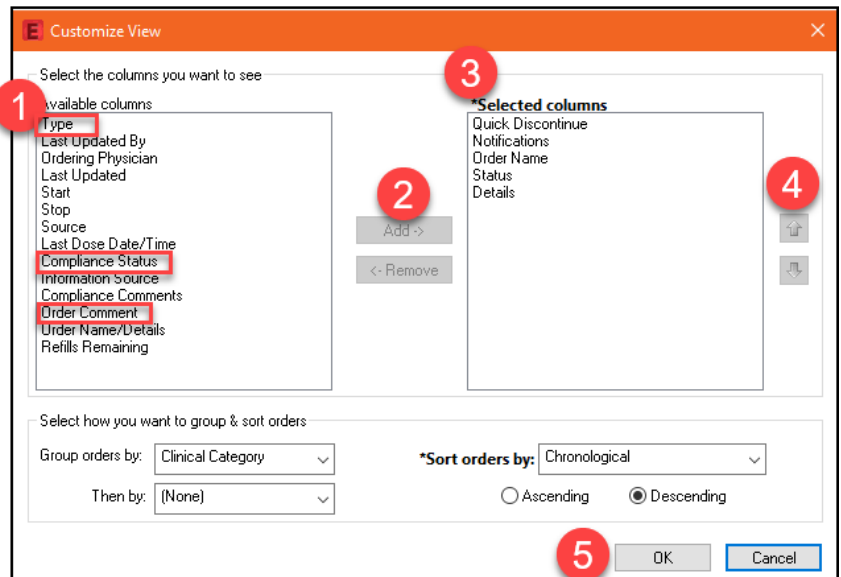 E Customize View
Select the columns you want to see
3
1
Available columns
*Selected columns
Type
Last Updated By
Ordering Physician
Last Updated
Start
Stop
Source
Last Dose Date/Time
Compliance Status
Information Source
Compliance Comments
Order Comment
Order Name/Details
Refills Remaining
2
Add ->
<- Remove
Quick Discontinue
Notifications
Order Name
Status
Details
4
Select how you want to group & sort orders
Group orders by: Clinical Category
*Sort orders by: Chronological
Then by: (None)
Ascending Descending
5
OK Cancel